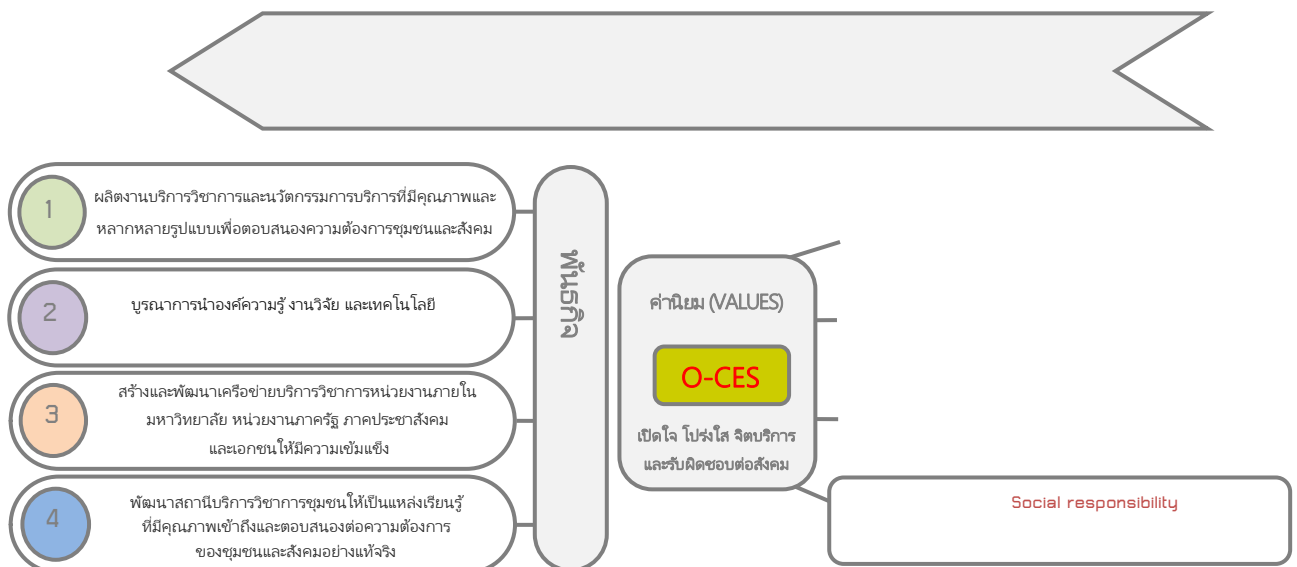 1
ผลิตงานบริการวิชาการและนวัตกรรมการบริการที่มีคุณภาพและ
หลากหลายรูปแบบเพื่อตอบสนองความต้องการชุมชนและสังคม
2
บูรณาการนำองค์ความรู้ งานวิจัย และเทคโนโลยี
3
สร้างและพัฒนาเครือข่ายบริการวิชาการหน่วยงานภายใน
มหาวิทยาลัย หน่วยงานภาครัฐ ภาคประชาสังคม
และเอกชนให้มีความเข้มแข็ง
4
พัฒนาสถานีบริการวิชาการชุมชนให้เป็นแหล่งเรียนรู้
ที่มีคุณภาพเข้าถึงและตอบสนองต่อความต้องการ
ของชุมชนและสังคมอย่างแท้จริง
พันธกิจ
ค่านิยม (VALUES)
O-CES
เปิดใจ โปร่งใส จิตบริการ
และรับผิดชอบต่อสังคม
Social responsibility